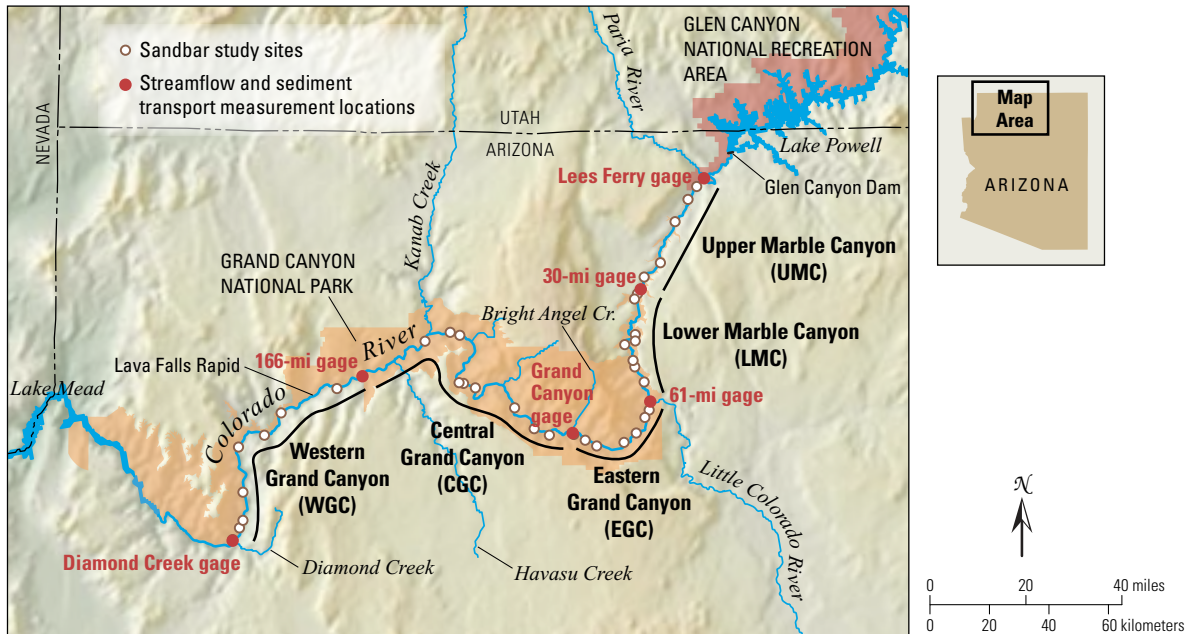 Sandbar study sites
Streamflow and sediment
transport measurement locations
Paria River
GLEN CANYON
NATIONAL RECREATION
AREA
NEVADA
UTAH
ARIZONA
Lake Powell
Lees Ferry gage
Glen Canyon Dam
Kanab Creek
Upper Marble Canyon
(UMC)
GRAND CANYON
NATIONAL PARK
30-mi gage
Bright Angel Cr.
Lower Marble Canyon
(LMC)
Colorado River
166-mi gage
Lava Falls Rapid
Lake Mead
Grand
Canyon
gage
61-mi gage
Western
Grand Canyon
(WGC)
Central
Grand Canyon
(CGC)
Eastern
Grand Canyon
(EGC)
Little Colorado River
Diamond Creek gage
Diamond Creek
Havasu Creek
Map
Area
ARIZONA
N
0 20 40 miles
0 20 40 60 kilometers